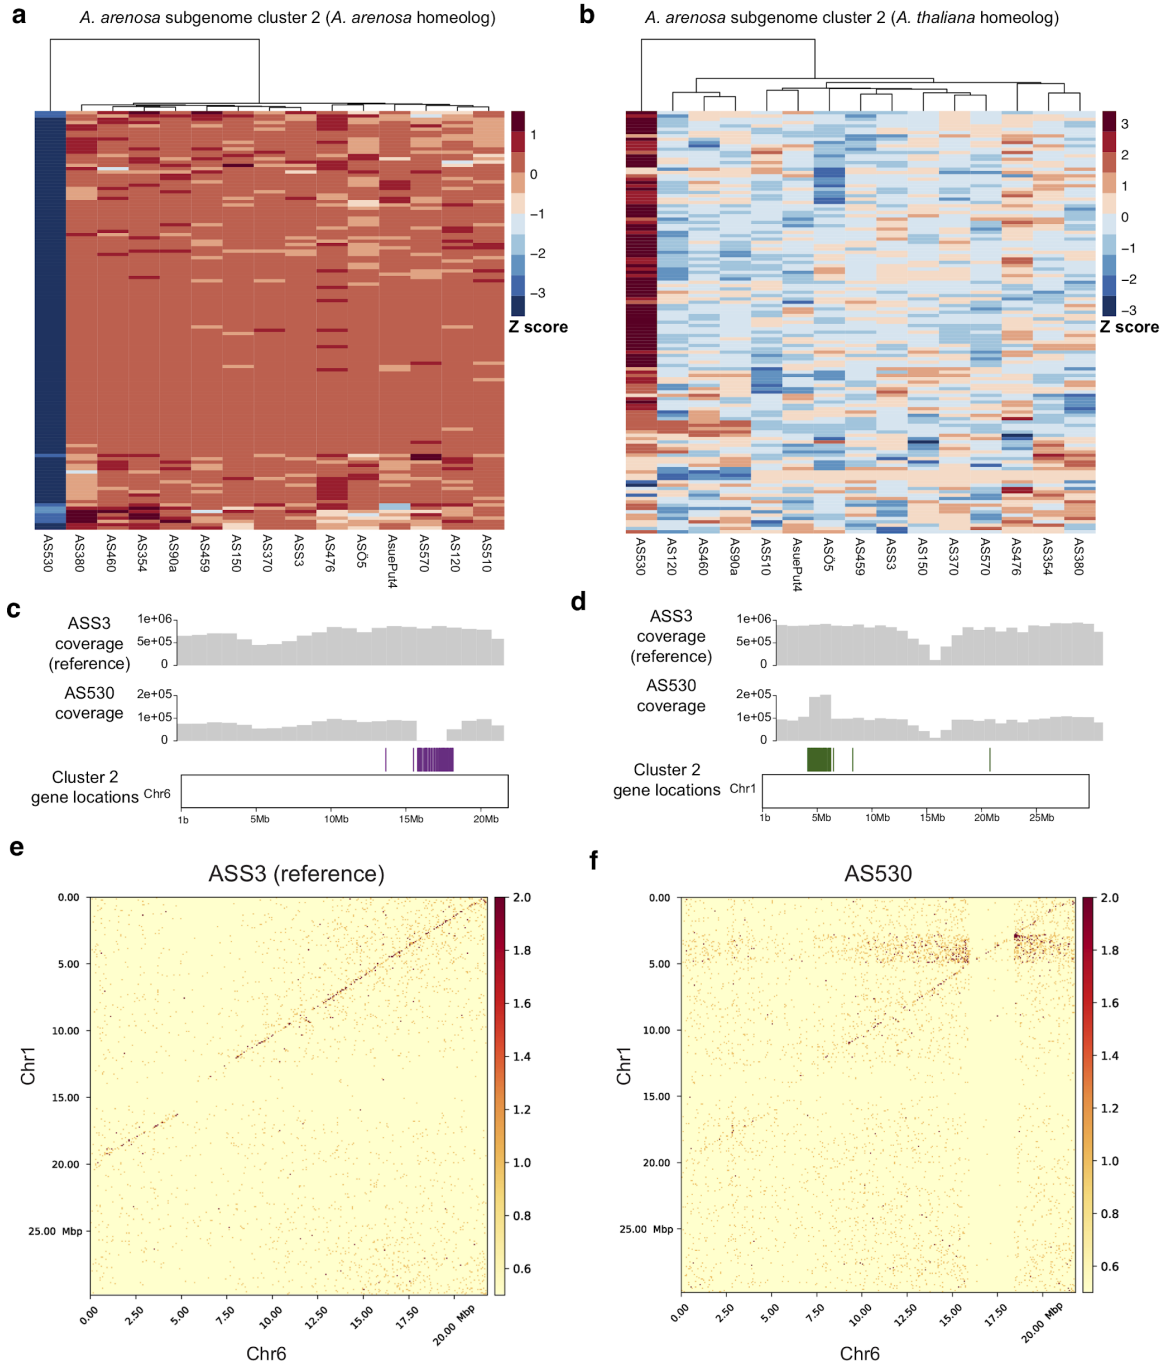 a
A. arenosa subgenome cluster 2 (A. arenosa homeolog)
1
0
−1
−2
−3
Z score
AS530
AS380
AS460
AS354
AS90a
AS459
AS150
AS370
ASS3
AS476
ASÖ5
AsuePut4
AS570
AS120
AS510
b
A. arenosa subgenome cluster 2 (A. thaliana homeolog)
3
2
1
0
−1
−2
−3
Z score
AS530
AS120
AS460
AS90a
AS510
AsuePut4
ASÖ5
AS459
ASS3
AS150
AS370
AS570
AS476
AS354
AS380
c
ASS3
coverage
(reference)
1e+06
5e+05
0
AS530
coverage
2e+05
1e+05
0
Cluster 2
gene locations
Chr6
1b
5Mb
10Mb
15Mb
20Mb
d
ASS3
coverage
(reference)
1e+06
5e+05
0
AS530
coverage
2e+05
1e+05
0
Cluster 2
gene locations
Chr1
1b
5Mb
10Mb
15Mb
20Mb
25Mb
e
ASS3 (reference)
0.00
5.00
10.00
15.00
20.00
25.00 Mbp
Chr1
0.00
2.50
5.00
7.50
10.00
12.50
15.00
17.50
20.00 Mbp
Chr6
2.0
1.8
1.6
1.4
1.2
1.0
0.8
0.6
f
AS530
0.00
5.00
10.00
15.00
20.00
25.00 Mbp
Chr1
0.00
2.50
5.00
7.50
10.00
12.50
15.00
17.50
20.00 Mbp
Chr6
2.0
1.8
1.6
1.4
1.2
1.0
0.8
0.6